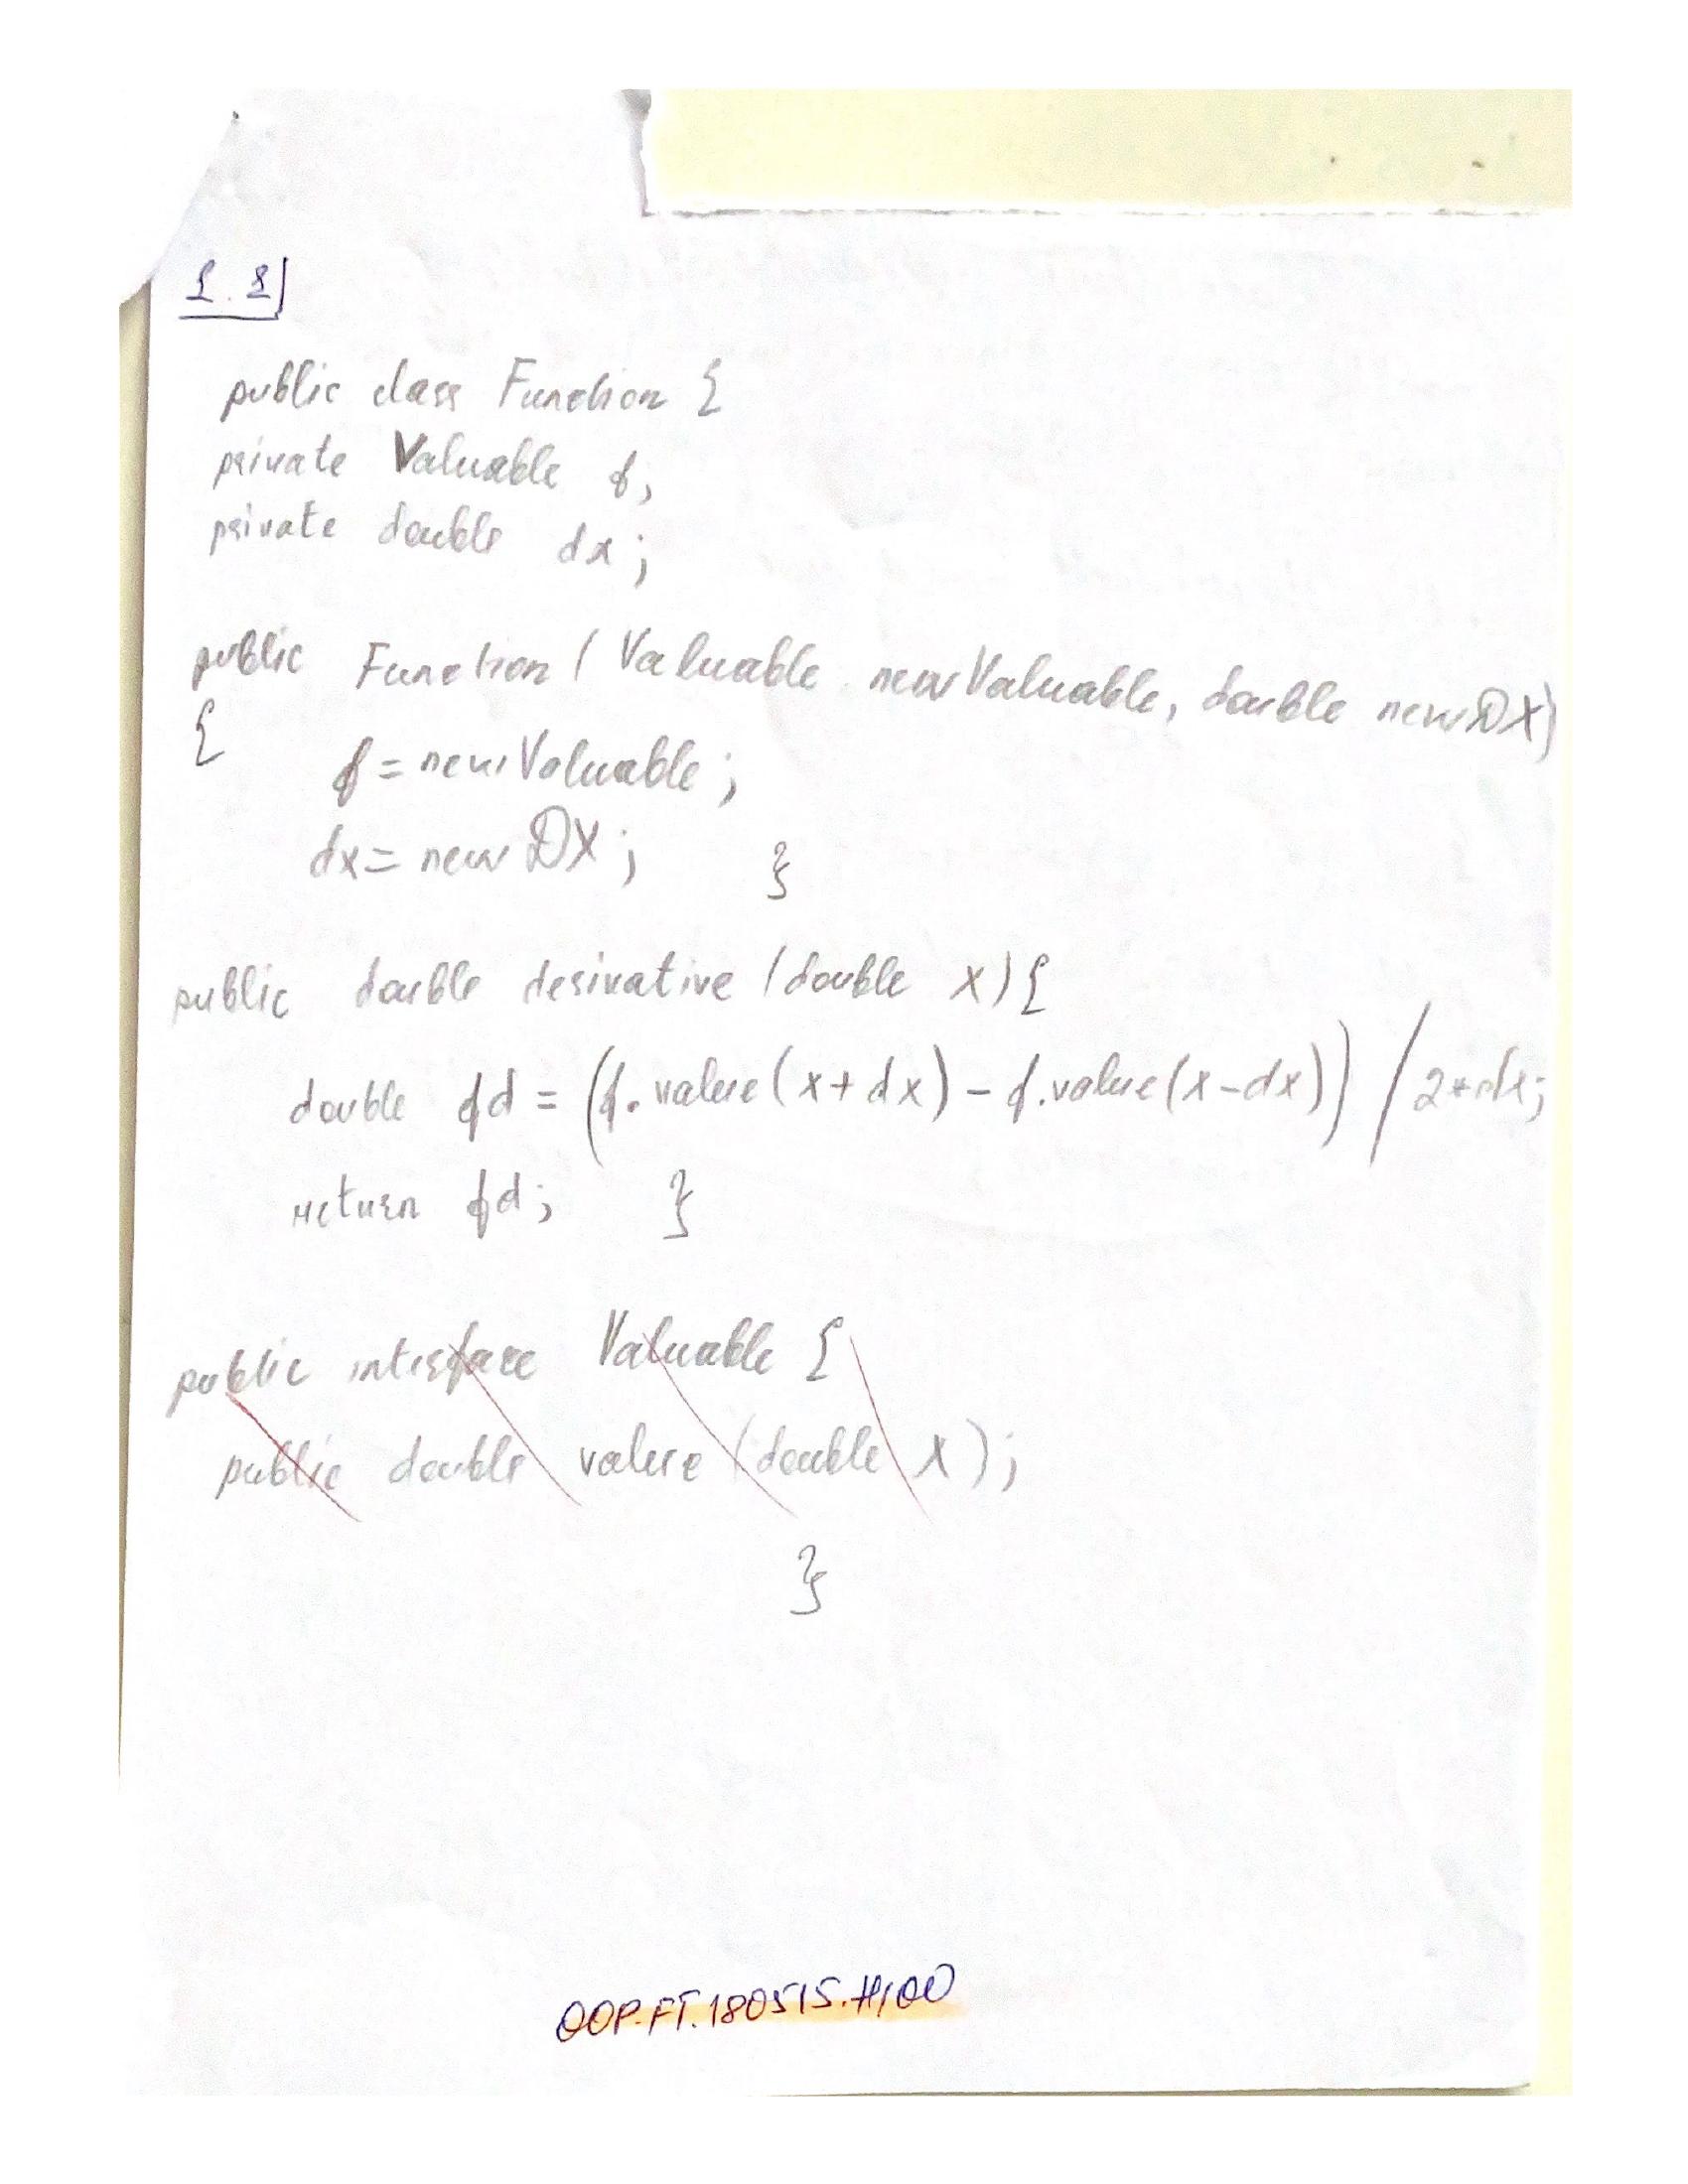 1.8
public class Function {
private Valuable f;
private double dx;
public Function (Valuable newValuable, double newDX)
{ f = newValuable;
dx = newDX; }
public double derivative (double x) {
double fd = (f.value(x+dx) - f.value(x-dx)) / 2*dx;
return fd; }
public interface Valuable {
public double value (double x);
}
OOP.FT.180515.#100